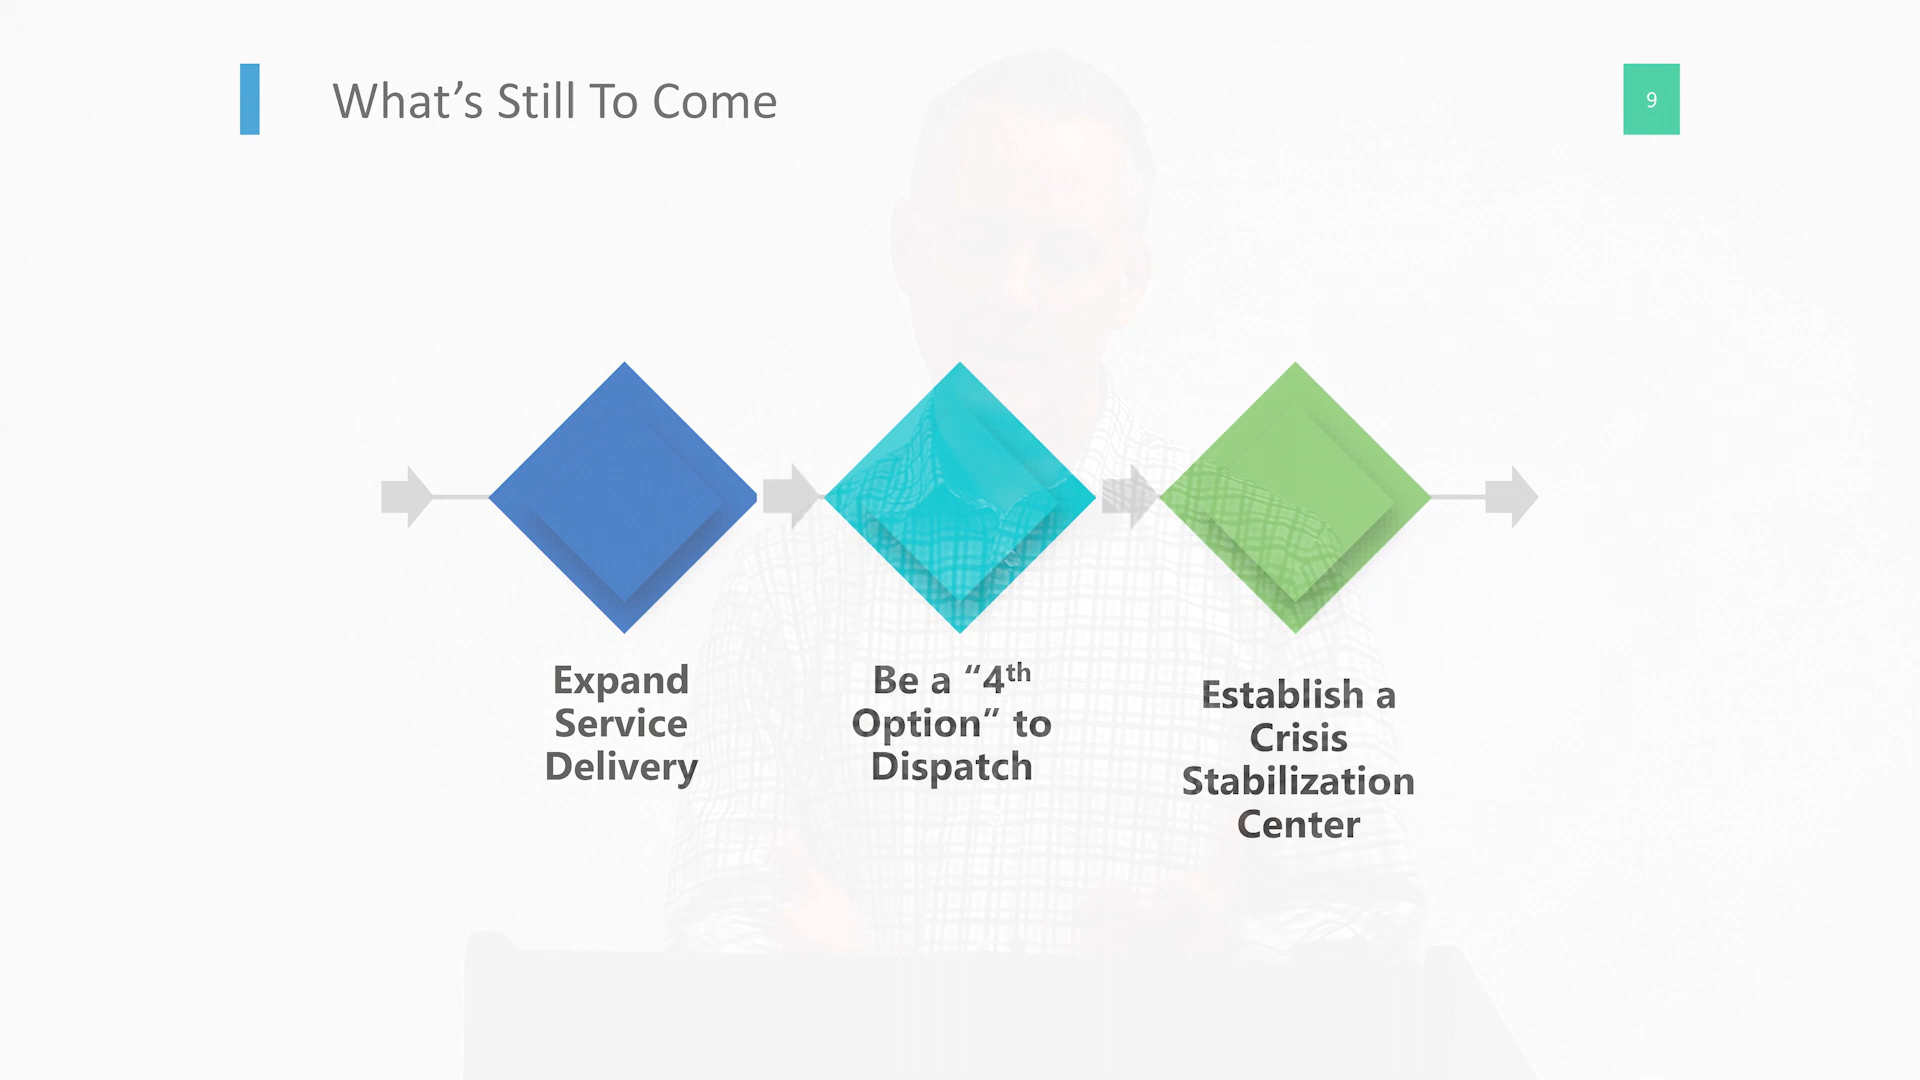 What’s Still To Come
9
Expand
Service
Delivery
Be a “4th
Option” to
Dispatch
Establish a
Crisis
Stabilization
Center